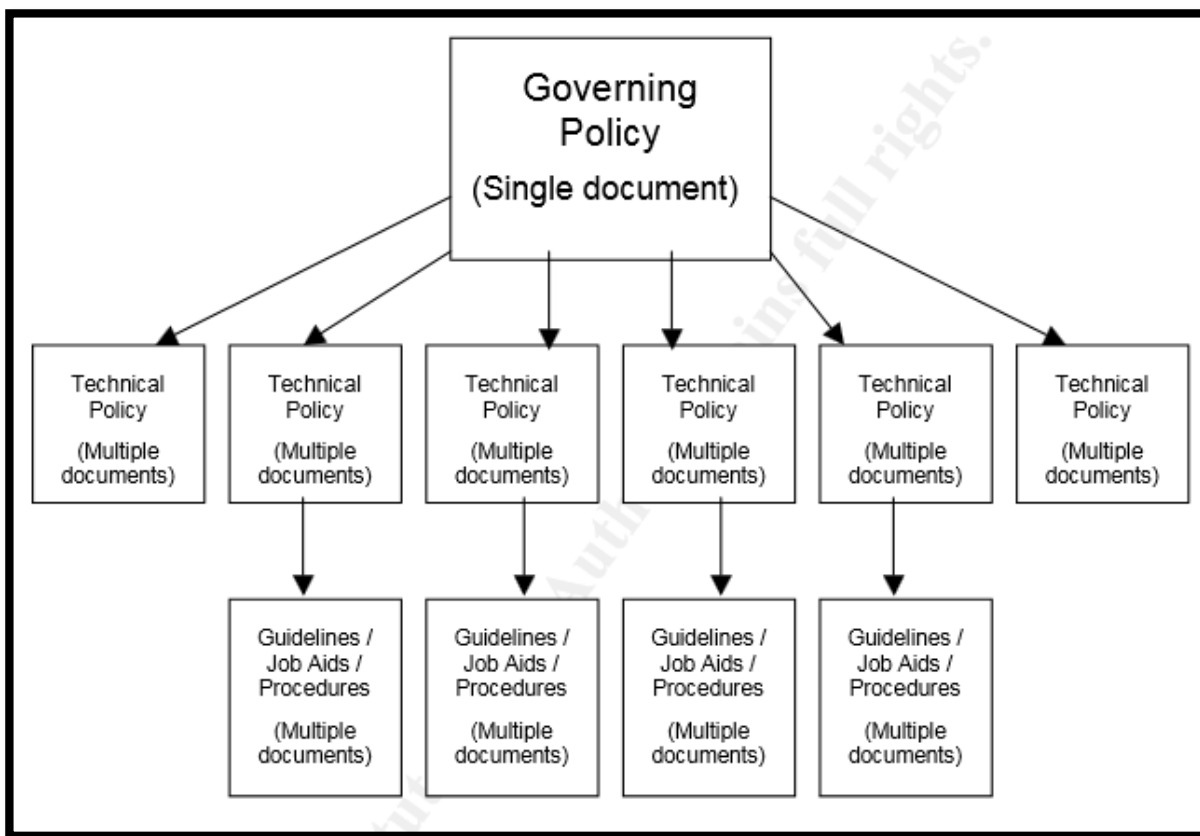 Governing
Policy
(Single document)
Technical
Policy
(Multiple
documents)
Technical
Policy
(Multiple
documents)
Technical
Policy
(Multiple
documents)
Technical
Policy
(Multiple
documents)
Technical
Policy
(Multiple
documents)
Technical
Policy
(Multiple
documents)
Guidelines /
Job Aids /
Procedures
(Multiple
documents)
Guidelines /
Job Aids /
Procedures
(Multiple
documents)
Guidelines /
Job Aids /
Procedures
(Multiple
documents)
Guidelines /
Job Aids /
Procedures
(Multiple
documents)
full rights.